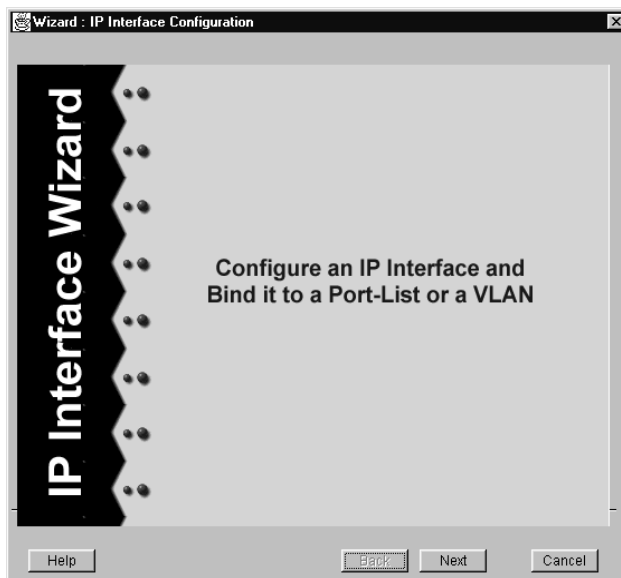 Wizard : IP Interface Configuration
IP Interface Wizard
Configure an IP Interface and
Bind it to a Port-List or a VLAN
Help
Back
Next
Cancel